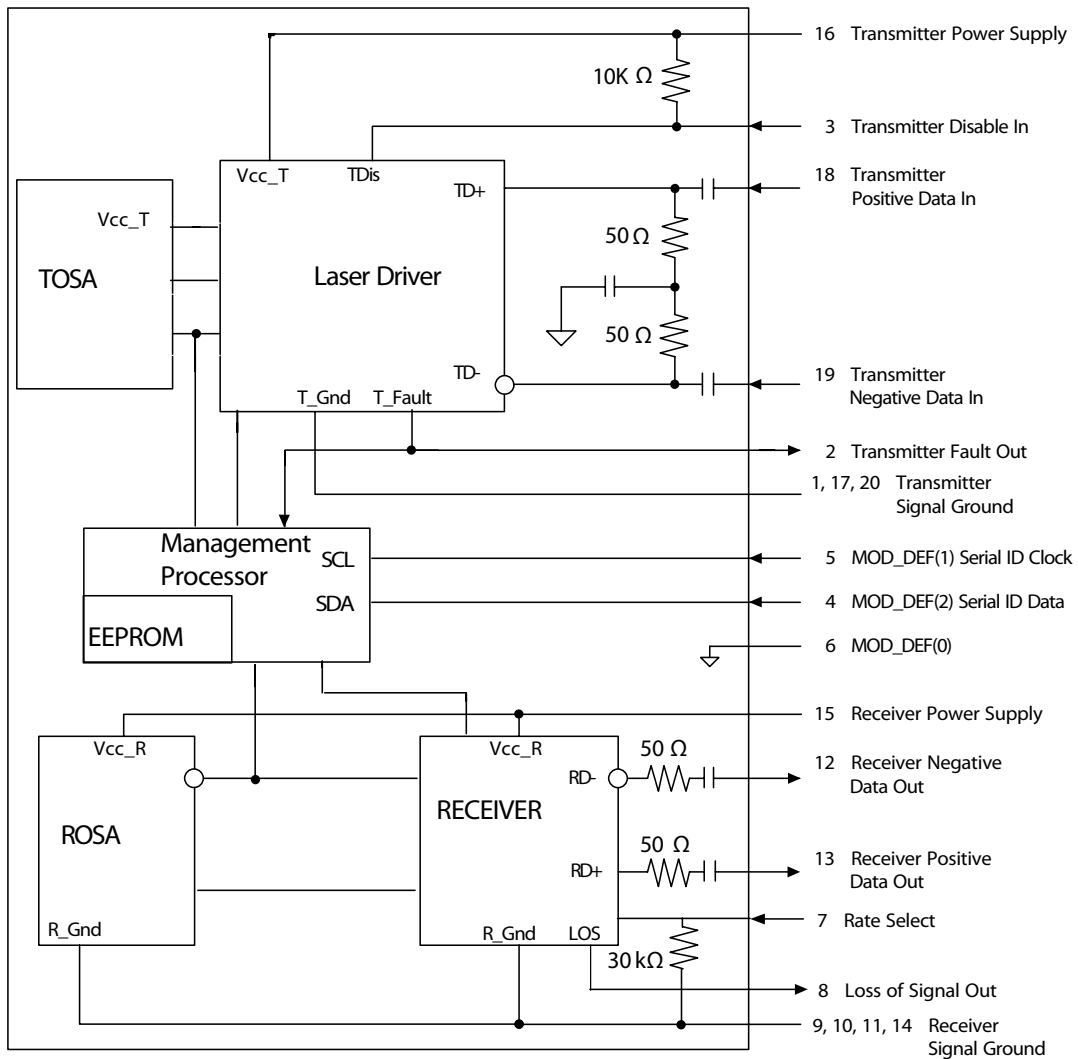 16 Transmitter Power Supply
10K Ω
3 Transmitter Disable In
Vcc_T
TDis
18 Transmitter
Positive Data In
TD+
Vcc_T
50 Ω
TOSA
Laser Driver
50 Ω
TD-
19 Transmitter
Negative Data In
T_Gnd
T_Fault
2 Transmitter Fault Out
1, 17, 20 Transmitter
Signal Ground
Management
Processor
SCL
5 MOD_DEF(1) Serial ID Clock
SDA
4 MOD_DEF(2) Serial ID Data
EEPROM
6 MOD_DEF(0)
15 Receiver Power Supply
Vcc_R
Vcc_R
50 Ω
12 Receiver Negative
Data Out
RD-
RECEIVER
ROSA
50 Ω
13 Receiver Positive
Data Out
RD+
7 Rate Select
R_Gnd
R_Gnd
LOS
30 kΩ
8 Loss of Signal Out
9, 10, 11, 14 Receiver
Signal Ground